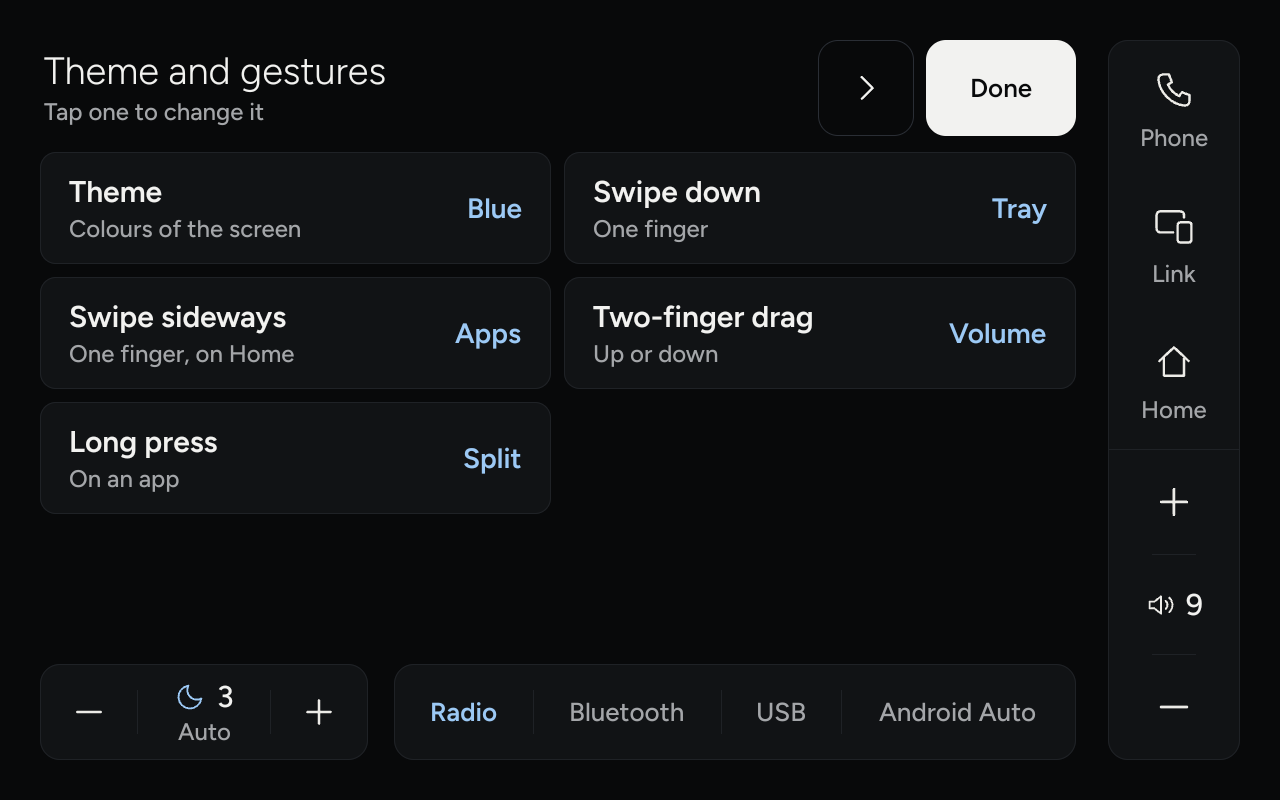 Theme and gestures
Tap one to change it
Done
Theme
Colours of the screen
Blue
Swipe down
One finger
Tray
Swipe sideways
One finger, on Home
Apps
Two-finger drag
Up or down
Volume
Long press
On an app
Split
3
Auto
Radio
Bluetooth
USB
Android Auto
Phone
Link
Home
9